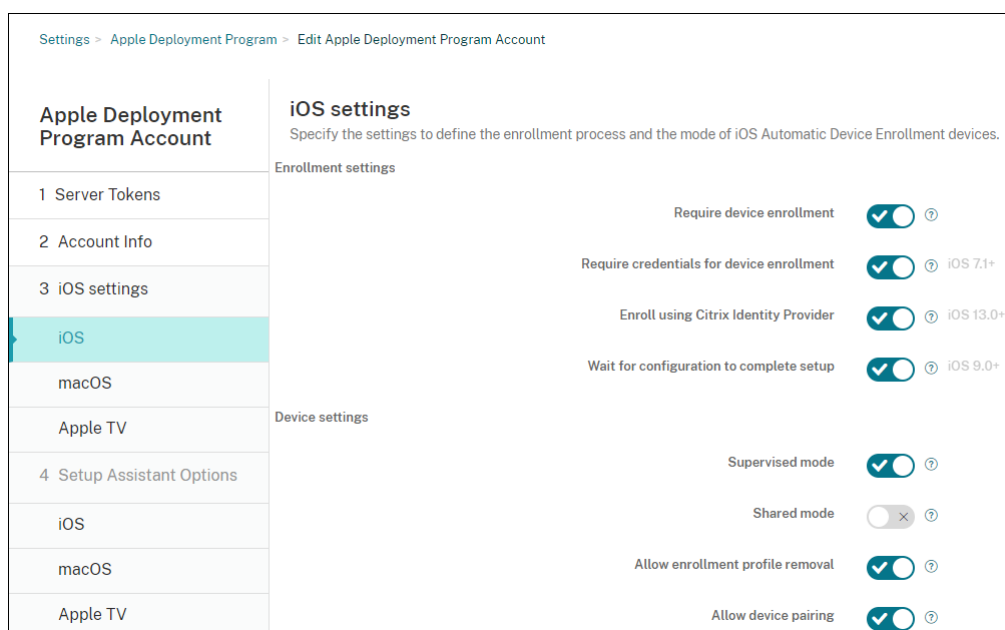 Settings > Apple Deployment Program > Edit Apple Deployment Program Account
Apple Deployment
Program Account
1 Server Tokens
2 Account Info
3 iOS settings
iOS
macOS
Apple TV
4 Setup Assistant Options
iOS
macOS
Apple TV
iOS settings
Specify the settings to define the enrollment process and the mode of iOS Automatic Device Enrollment devices.
Enrollment settings
Require device enrollment ?
Require credentials for device enrollment ? iOS 7.1+
Enroll using Citrix Identity Provider ? iOS 13.0+
Wait for configuration to complete setup ? iOS 9.0+
Device settings
Supervised mode ?
Shared mode ?
Allow enrollment profile removal ?
Allow device pairing ?